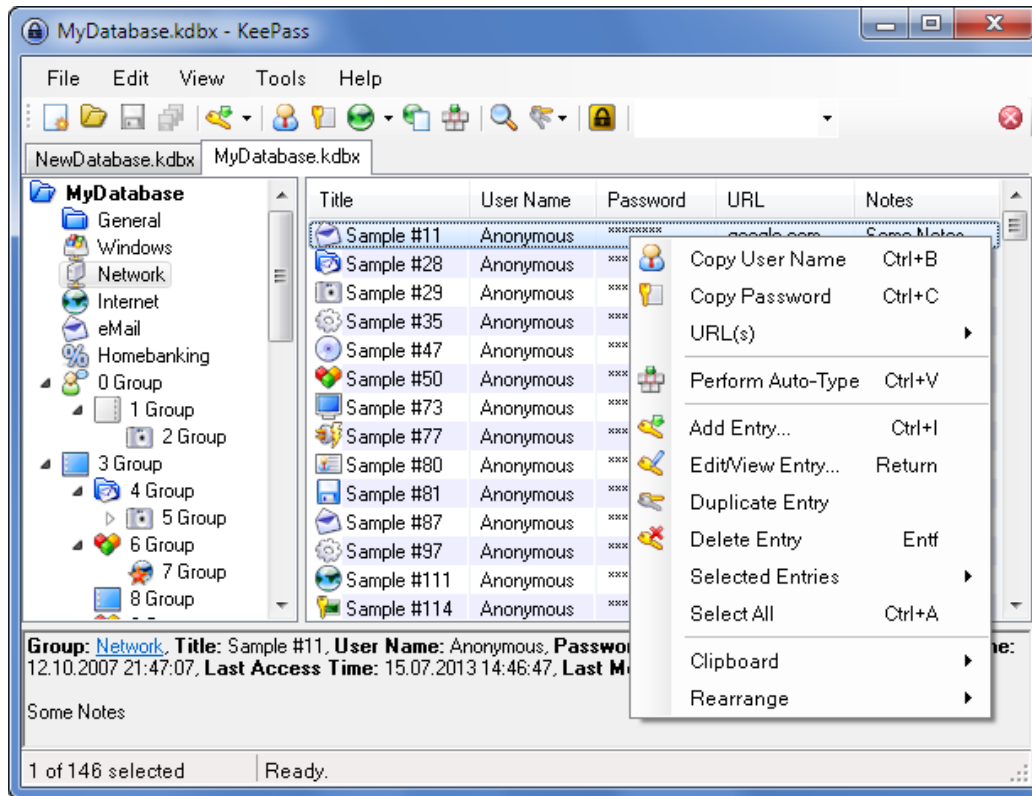 MyDatabase.kdbx - KeePass
File Edit View Tools Help
NewDatabase.kdbx MyDatabase.kdbx
MyDatabase
General
Windows
Network
Internet
eMail
Homebanking
0 Group
1 Group
2 Group
3 Group
4 Group
5 Group
6 Group
7 Group
8 Group
Title User Name Password URL Notes
Sample #11 Anonymous ******** google.com Some Notes
Sample #28 Anonymous ***
Sample #29 Anonymous ***
Sample #35 Anonymous ***
Sample #47 Anonymous ***
Sample #50 Anonymous ***
Sample #73 Anonymous ***
Sample #77 Anonymous ***
Sample #80 Anonymous ***
Sample #81 Anonymous ***
Sample #87 Anonymous ***
Sample #97 Anonymous ***
Sample #111 Anonymous ***
Sample #114 Anonymous ***
Copy User Name Ctrl+B
Copy Password Ctrl+C
URL(s)
Perform Auto-Type Ctrl+V
Add Entry... Ctrl+I
Edit/View Entry... Return
Duplicate Entry
Delete Entry Entf
Selected Entries
Select All Ctrl+A
Clipboard
Rearrange
Group: Network, Title: Sample #11, User Name: Anonymous,
12.10.2007 21:47:07, Last Access Time: 15.07.2013 14:46:47, Last
Some Notes
1 of 146 selected Ready.